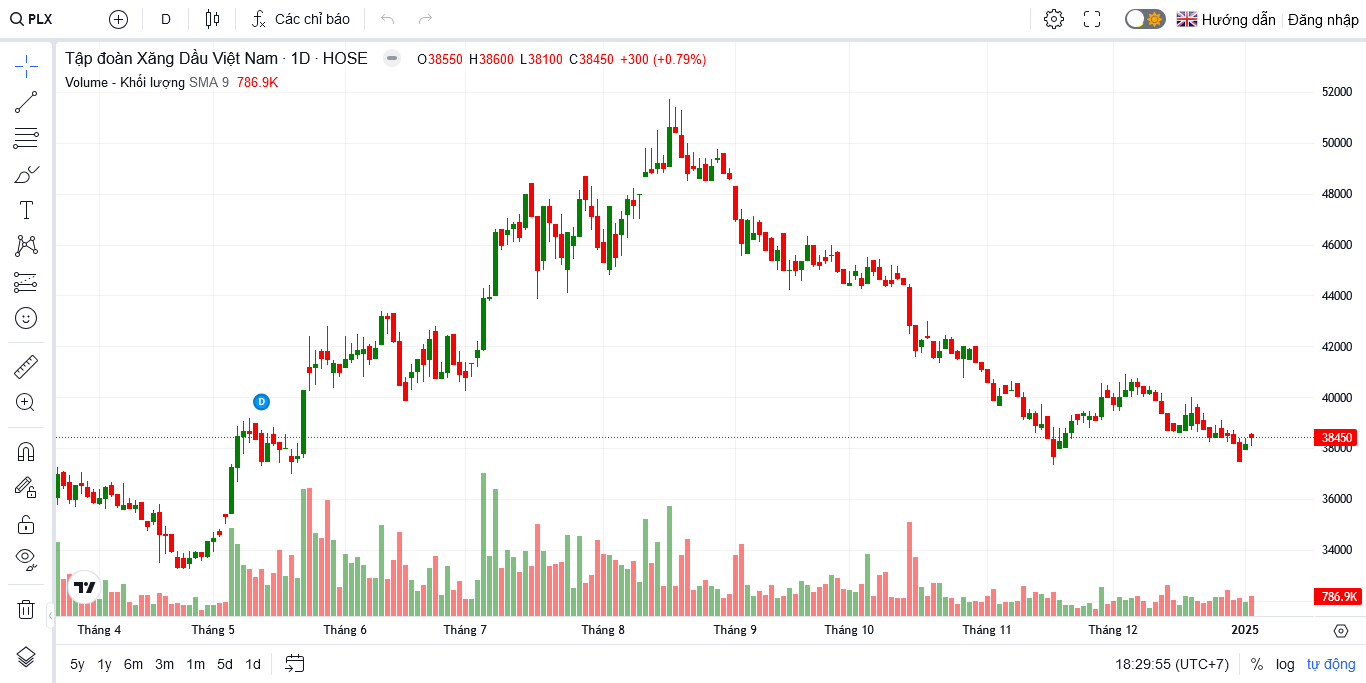 PLX D Các chỉ báo Hướng dẫn Đăng nhập
Tập đoàn Xăng Dầu Việt Nam · 1D · HOSE O38550 H38600 L38100 C38450 +300 (+0.79%)
Volume - Khối lượng SMA 9 786.9K
52000
50000
48000
46000
44000
42000
40000
D
38450
38000
36000
34000
786.9K
Tháng 4 Tháng 5 Tháng 6 Tháng 7 Tháng 8 Tháng 9 Tháng 10 Tháng 11 Tháng 12 2025
5y 1y 6m 3m 1m 5d 1d 18:29:55 (UTC+7) % log tự động